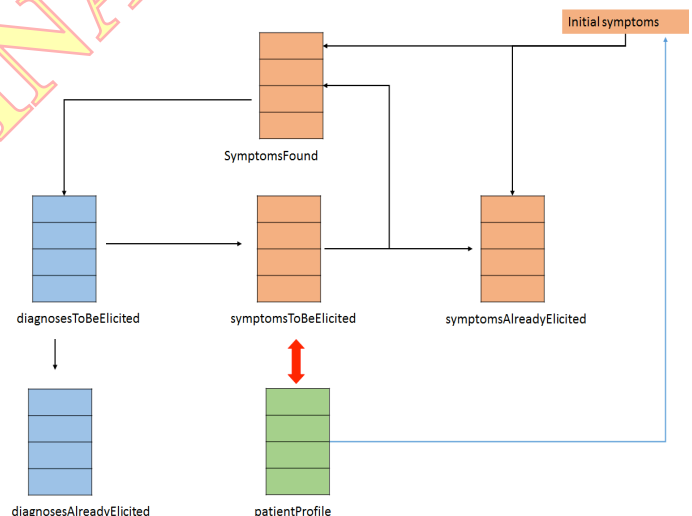 Initial symptoms
SymptomsFound
diagnosesToBeElicited
symptomsToBeElicited
symptomsAlreadyElicited
diagnosesAlreadyElicited
patientProfile